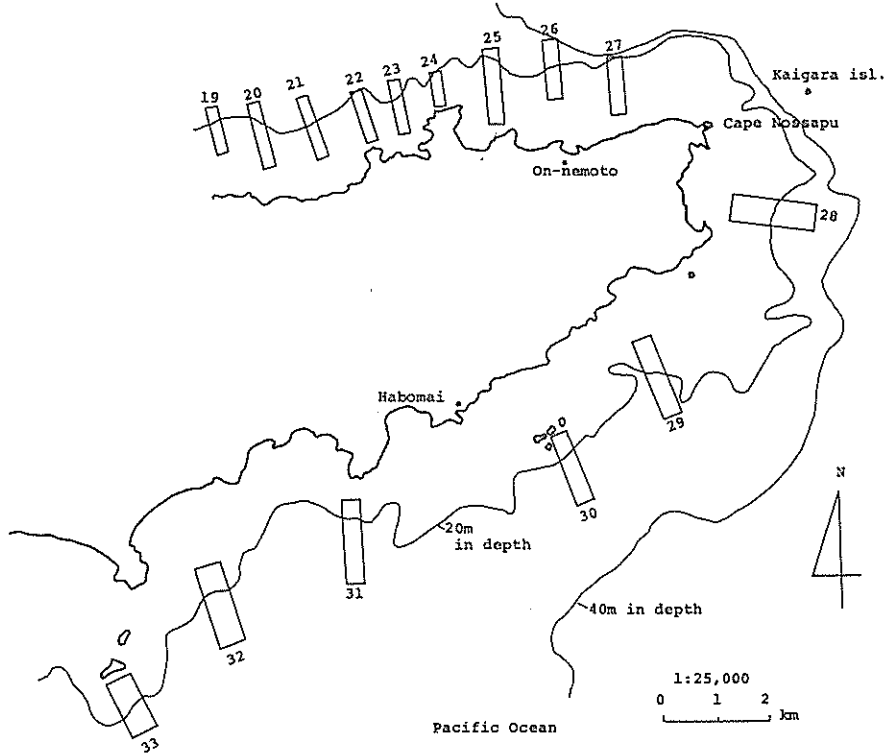 26
25
27
24
23
22
21
20
19
Kaigara isl.
Cape Nossapu
On-nemoto
28
Habomai
29
30
N
20m
in depth
31
40m in depth
32
33
1:25,000
0 1 2
km
Pacific Ocean